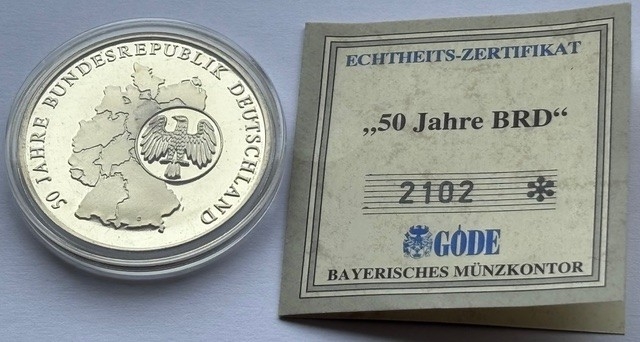 50 JAHRE BUNDESREPUBLIK DEUTSCHLAND
ECHTHEITS-ZERTIFIKAT
„50 Jahre BRD“
2102
GÖDE
BAYERISCHES MÜNZKONTOR